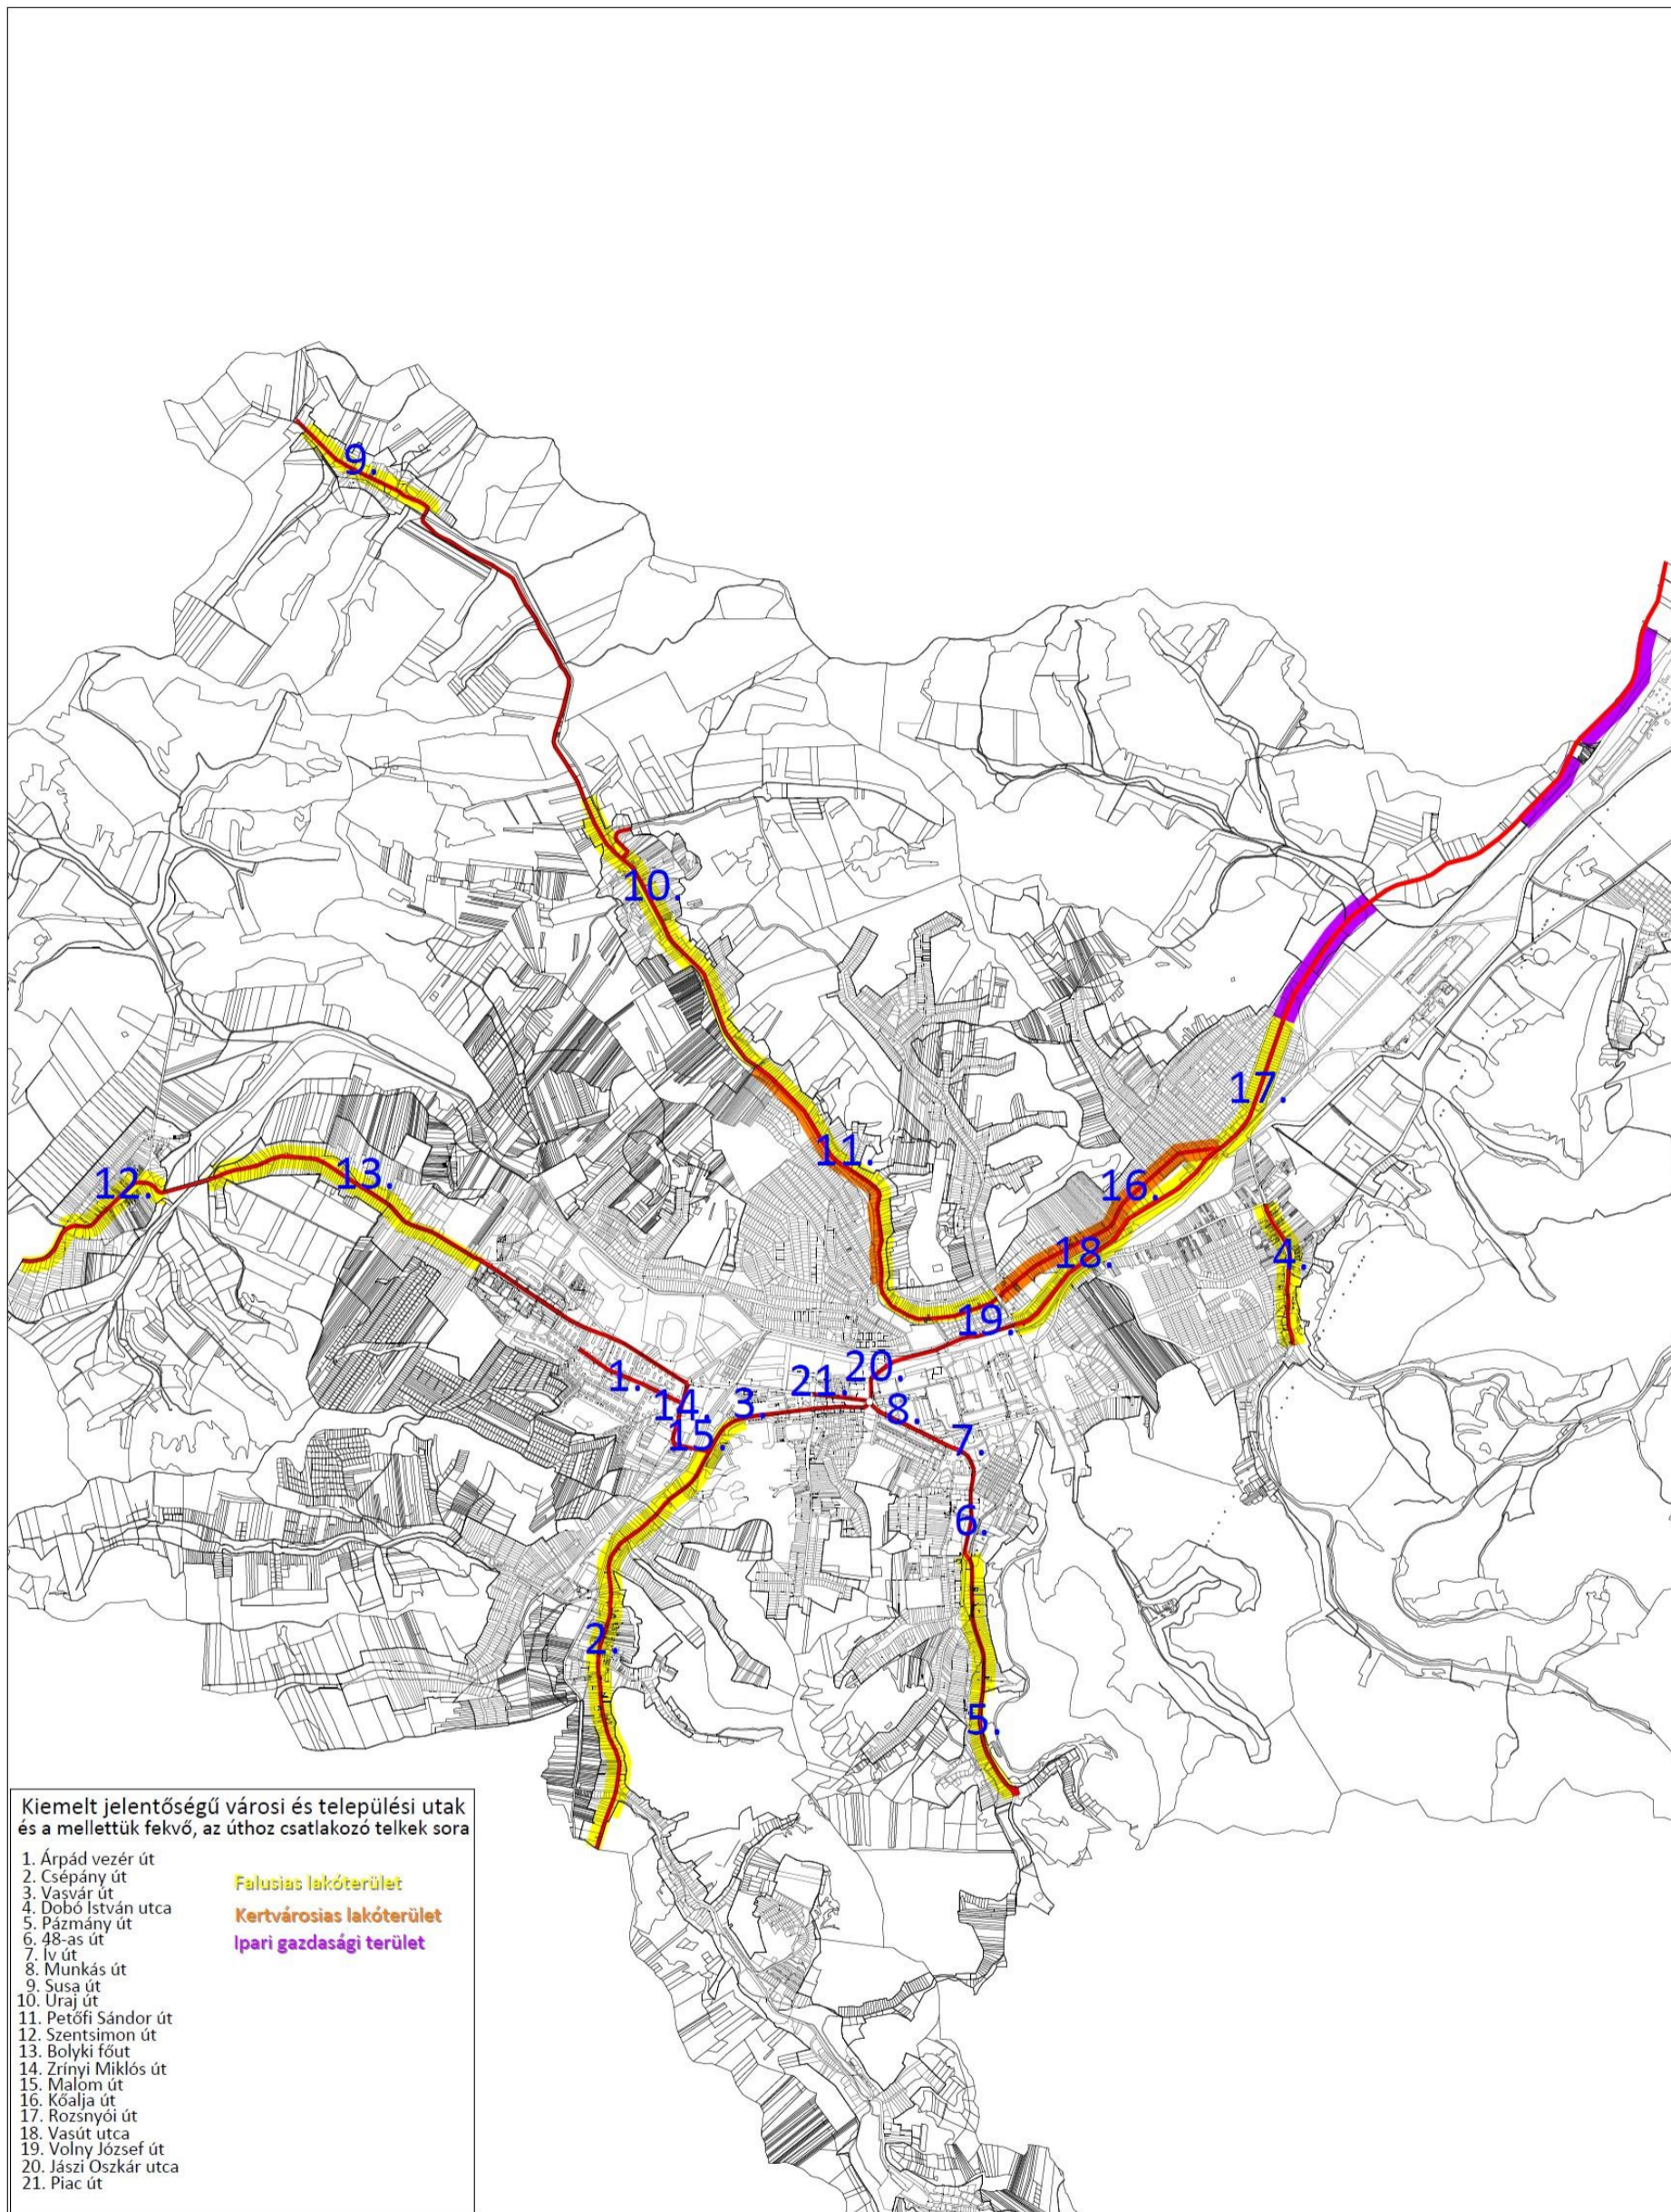 9.
10.
17.
11.
12.
13.
16.
18.
4.
19.
1.
20.
21.
14.
3.
8.
15.
7.
6.
2.
5.
Kiemelt jelentőségű városi és települési utak
és a mellettük fekvő, az úthoz csatlakozó telkek sora
1. Árpád vezér út
2. Csépány út
3. Vasvár út
4. Dobó István utca
5. Pázmány út
6. 48-as út
7. Ív út
8. Munkás út
9. Susa út
10. Uraj út
11. Petőfi Sándor út
12. Szentsimon út
13. Bolyki főut
14. Zrínyi Miklós út
15. Malom út
16. Kőalja út
17. Rozsnyói út
18. Vasút utca
19. Volny József út
20. Jászi Oszkár utca
21. Piac út
Falusias lakóterület
Kertvárosias lakóterület
Ipari gazdasági terület